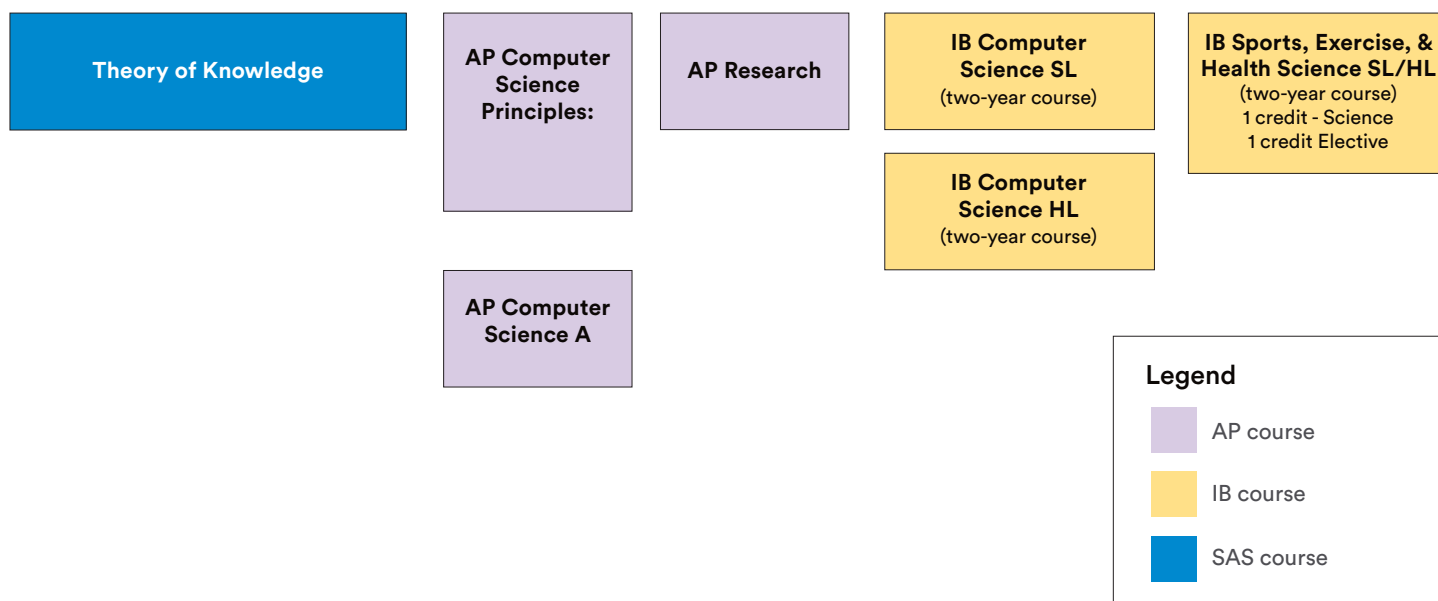 Theory of Knowledge
AP Computer
Science
Principles:
AP Research
IB Computer
Science SL
(two-year course)
IB Sports, Exercise, &
Health Science SL/HL
(two-year course)
1 credit - Science
1 credit Elective
IB Computer
Science HL
(two-year course)
AP Computer
Science A
Legend
AP course
IB course
SAS course